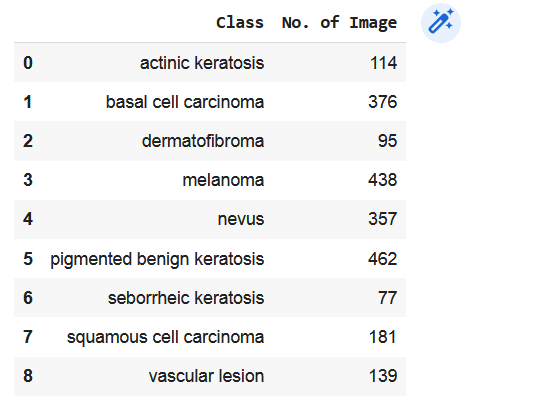 Class No. of Image
0 actinic keratosis 114
1 basal cell carcinoma 376
2 dermatofibroma 95
3 melanoma 438
4 nevus 357
5 pigmented benign keratosis 462
6 seborrheic keratosis 77
7 squamous cell carcinoma 181
8 vascular lesion 139